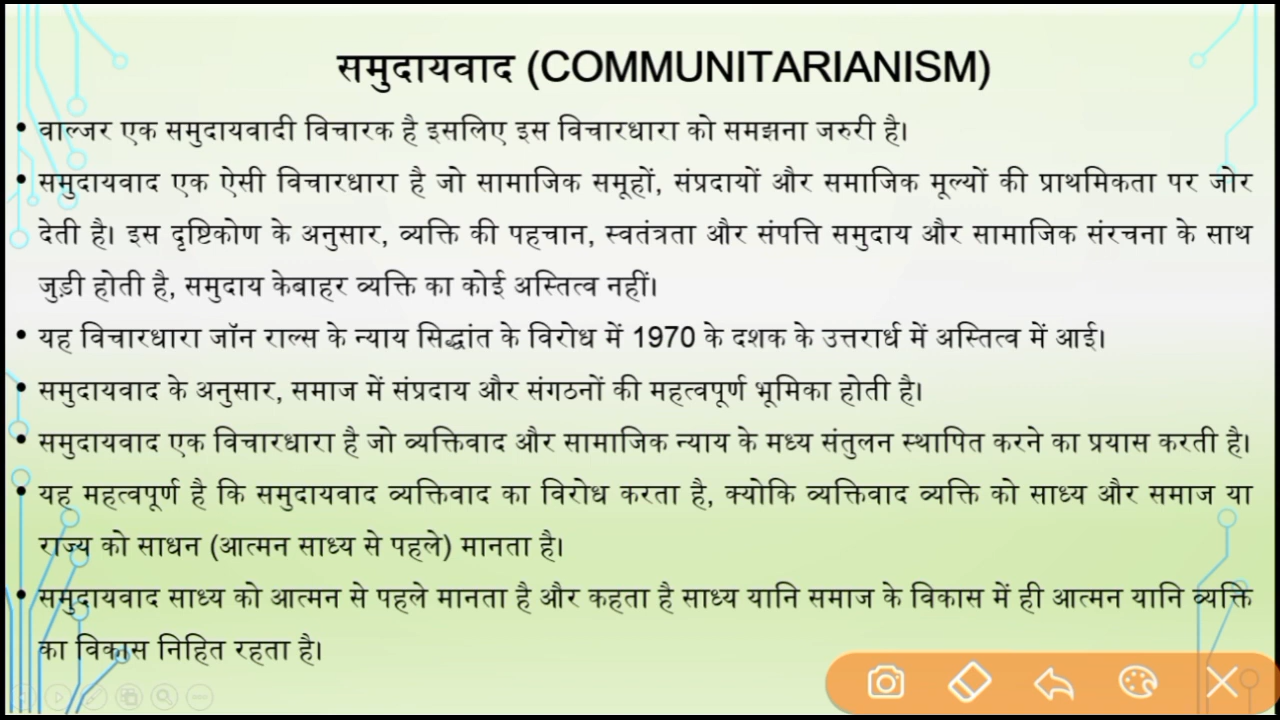 समुदायवाद (COMMUNITARIANISM)
• वाल्जर एक समुदायवादी विचारक है इसलिए इस विचारधारा को समझना जरुरी है।
• समुदायवाद एक ऐसी विचारधारा है जो सामाजिक समूहों, संप्रदायों और समाजिक मूल्यों की प्राथमिकता पर जोर
देती है। इस दृष्टिकोण के अनुसार, व्यक्ति की पहचान, स्वतंत्रता और संपत्ति समुदाय और सामाजिक संरचना के साथ
जुड़ी होती है, समुदाय केबाहर व्यक्ति का कोई अस्तित्व नहीं।
• यह विचारधारा जॉन राल्स के न्याय सिद्धांत के विरोध में 1970 के दशक के उत्तरार्ध में अस्तित्व में आई।
• समुदायवाद के अनुसार, समाज में संप्रदाय और संगठनों की महत्वपूर्ण भूमिका होती है।
• समुदायवाद एक विचारधारा है जो व्यक्तिवाद और सामाजिक न्याय के मध्य संतुलन स्थापित करने का प्रयास करती है।
• यह महत्वपूर्ण है कि समुदायवाद व्यक्तिवाद का विरोध करता है, क्योकि व्यक्तिवाद व्यक्ति को साध्य और समाज या
राज्य को साधन (आत्मन साध्य से पहले) मानता है।
• समुदायवाद साध्य को आत्मन से पहले मानता है और कहता है साध्य यानि समाज के विकास में ही आत्मन यानि व्यक्ति
का विकास निहित रहता है।